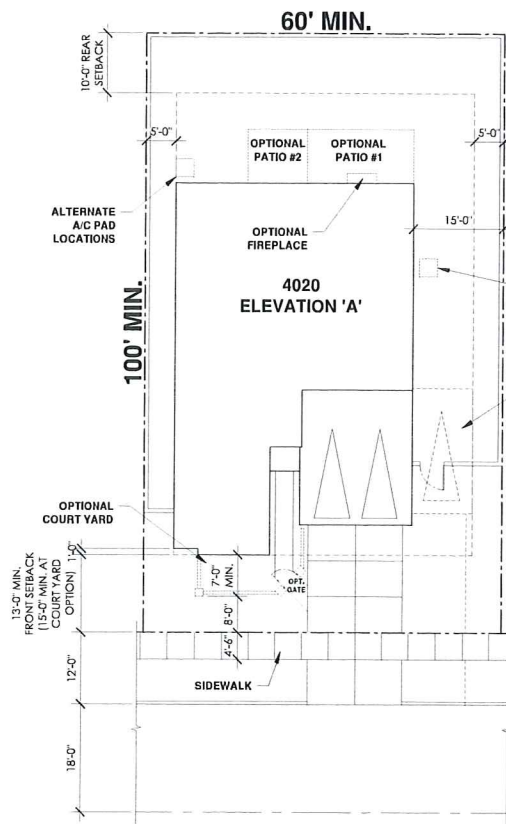 60' MIN.
10'-0" REAR
SETBACK
5'-0"
5'-0"
OPTIONAL
PATIO #2
OPTIONAL
PATIO #1
ALTERNATE
A/C PAD
LOCATIONS
OPTIONAL
FIREPLACE
15'-0"
4020
ELEVATION 'A'
100' MIN.
OPTIONAL
COURT YARD
1'-0"
13'-0" MIN.
FRONT SETBACK
(15'-0" MIN. AT
COURT YARD
OPTION)
7'-0"
MIN.
OPT.
GATE
8'-0"
4'-6"
SIDEWALK
12'-0"
18'-0"